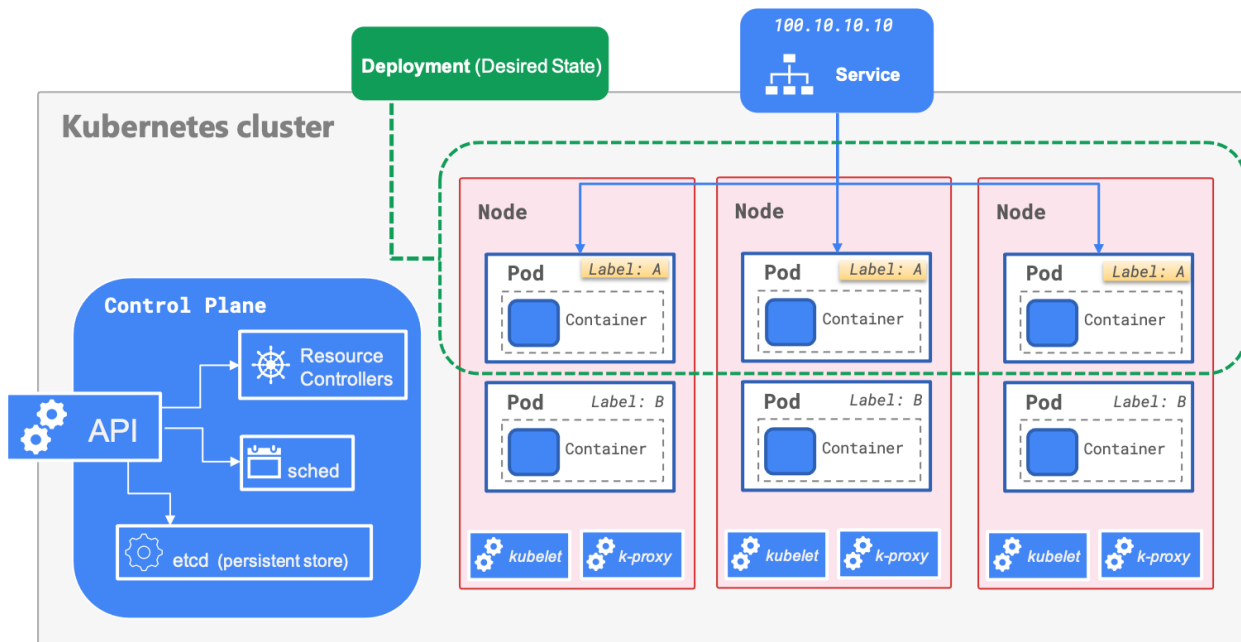 100.10.10.10
Service
Deployment (Desired State)
Kubernetes cluster
Control Plane
Resource
Controllers
API
sched
etcd (persistent store)
Node
Pod
Label: A
Container
Pod
Label: B
Container
kubelet
k-proxy
Node
Pod
Label: A
Container
Pod
Label: B
Container
kubelet
k-proxy
Node
Pod
Label: A
Container
Pod
Label: B
Container
kubelet
k-proxy